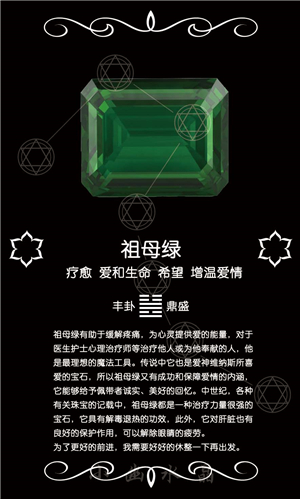 祖母绿
疗愈 爱和生命 希望 增温爱情
丰卦 鼎盛
祖母绿有助于缓解疼痛，为心灵提供爱的能量，对于
医生护士心理治疗师等治疗他人或为他奉献的人，他
是最理想的魔法工具。传说中它也是爱神维纳斯所喜
爱的宝石，所以祖母绿又有成功和保障爱情的内涵，
它能够给予佩带者诚实、美好的回忆。中世纪，各种
有关珠宝的记载中，祖母绿都是一种治疗力量很强的
宝石，它具有解毒退热的功效，此外，它对肝脏也有
良好的保护作用，可以解除眼睛的疲劳。
为了更好的前进，我需要好好的休整一下再出发。